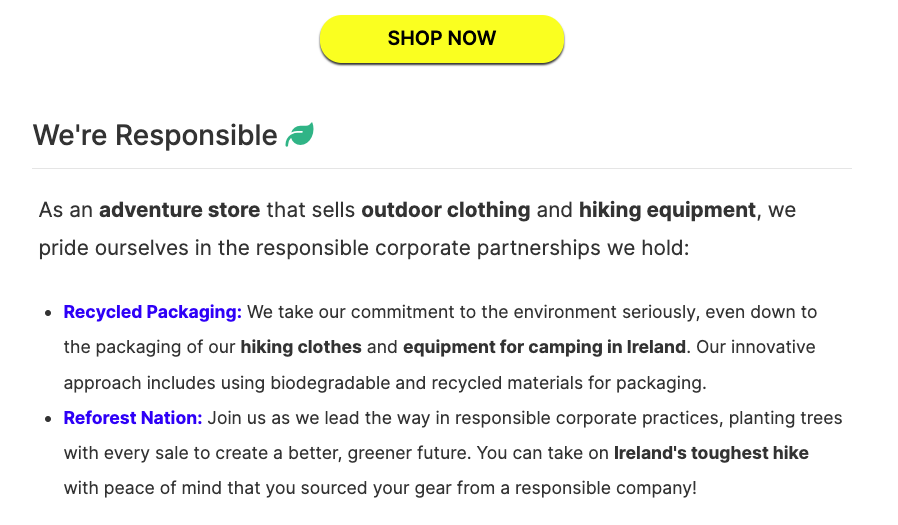 SHOP NOW
We're Responsible
As an adventure store that sells outdoor clothing and hiking equipment, we
pride ourselves in the responsible corporate partnerships we hold:
• Recycled Packaging: We take our commitment to the environment seriously, even down to
the packaging of our hiking clothes and equipment for camping in Ireland. Our innovative
approach includes using biodegradable and recycled materials for packaging.
• Reforest Nation: Join us as we lead the way in responsible corporate practices, planting trees
with every sale to create a better, greener future. You can take on Ireland's toughest hike
with peace of mind that you sourced your gear from a responsible company!